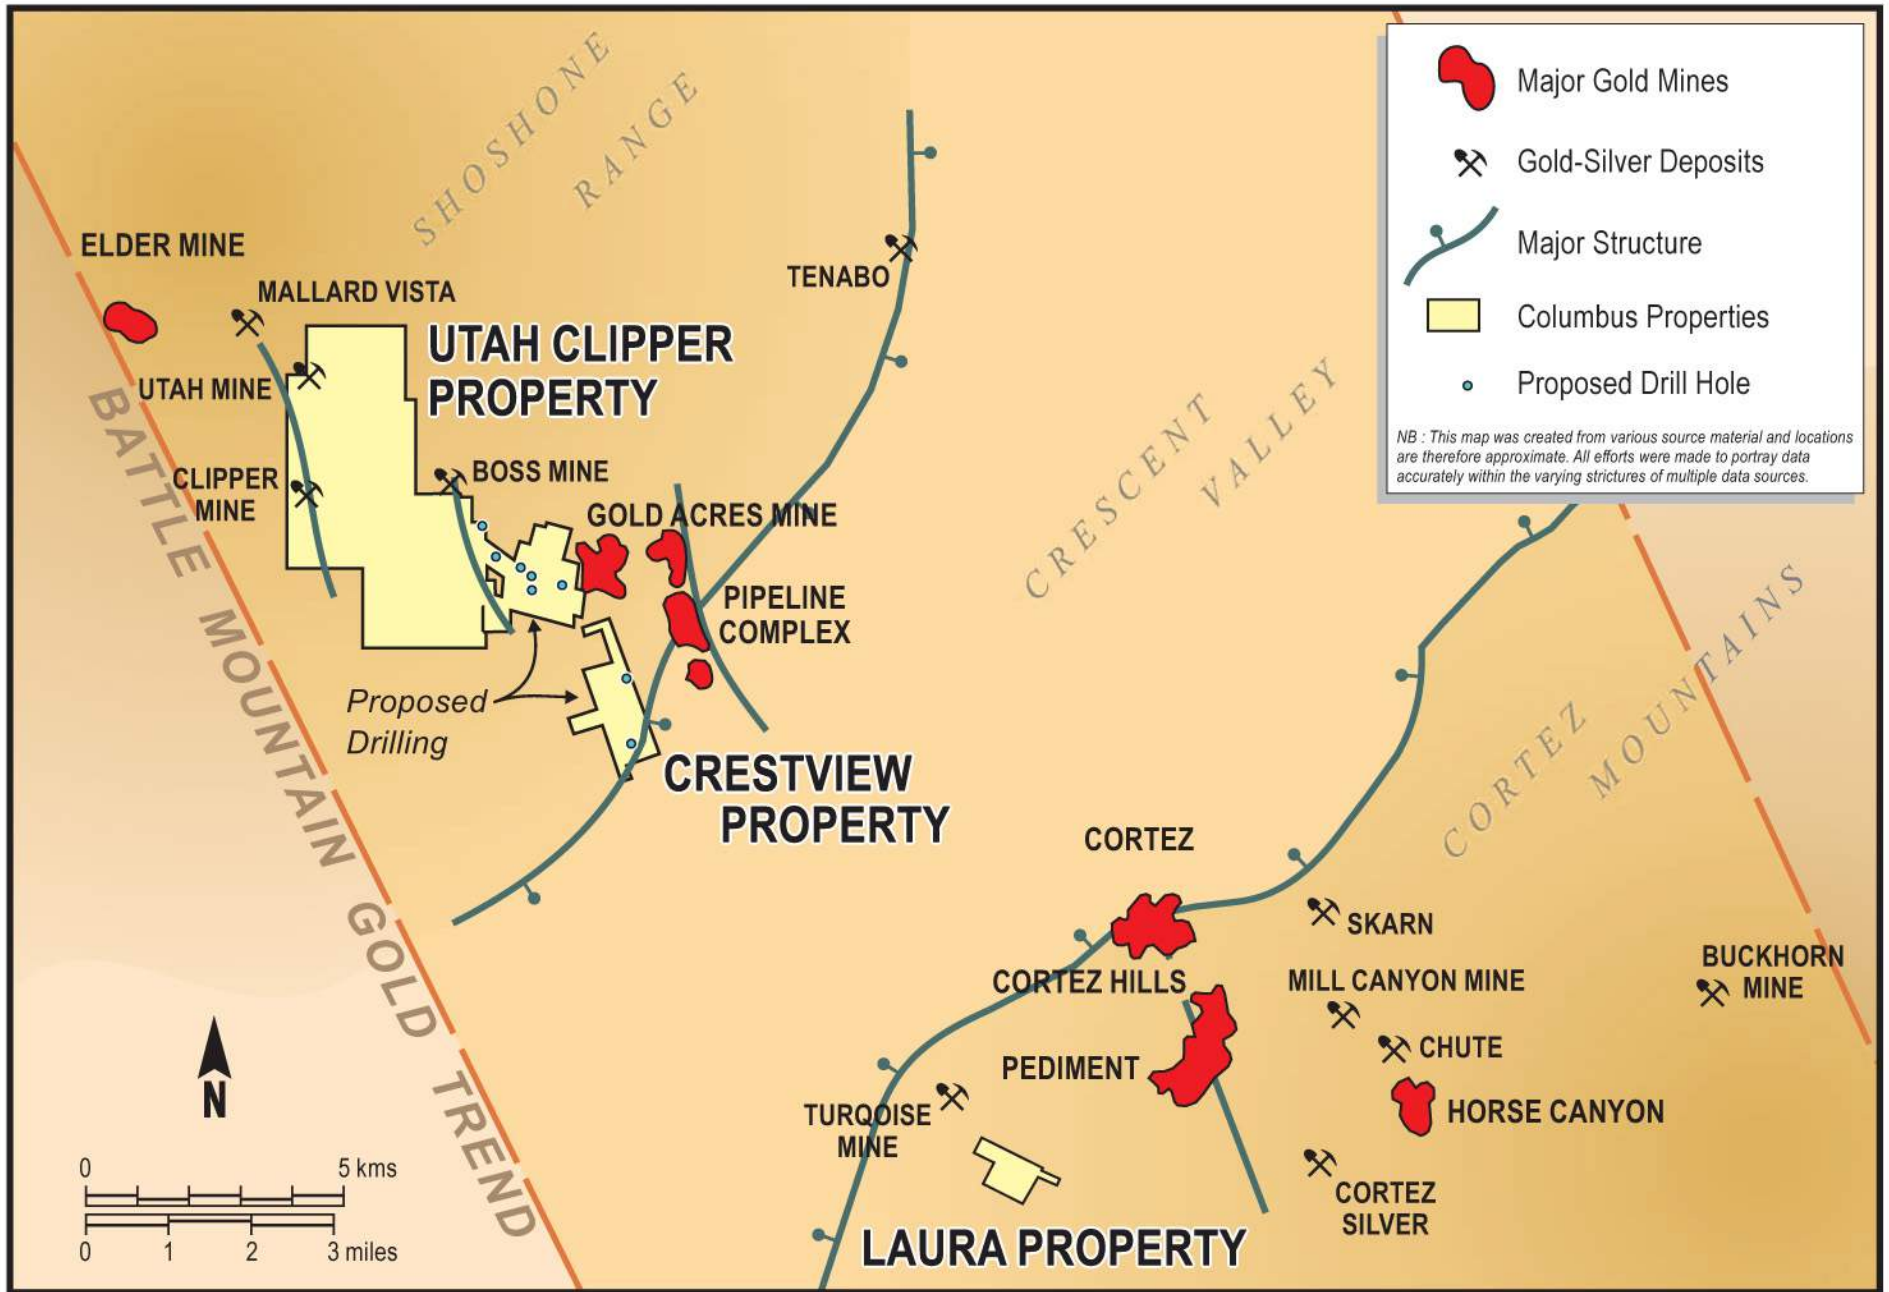 SHOSHONE
RANGE
ELDER MINE
MALLARD VISTA
UTAH CLIPPER
PROPERTY
UTAH MINE
CLIPPER
MINE
BOSS MINE
GOLD ACRES MINE
TENABO
PIPELINE
COMPLEX
Proposed
Drilling
CRESTVIEW
PROPERTY
CRESCENT
VALLEY
BATTLE MOUNTAIN GOLD TREND
Major Gold Mines
Gold-Silver Deposits
Major Structure
Columbus Properties
Proposed Drill Hole
NB : This map was created from various source material and locations
are therefore approximate. All efforts were made to portray data
accurately within the varying strictures of multiple data sources.
CORTEZ
MOUNTAINS
CORTEZ
SKARN
CORTEZ HILLS
MILL CANYON MINE
BUCKHORN
MINE
PEDIMENT
CHUTE
HORSE CANYON
TURQOISE
MINE
CORTEZ
SILVER
LAURA PROPERTY
N
0 5 kms
0 1 2 3 miles